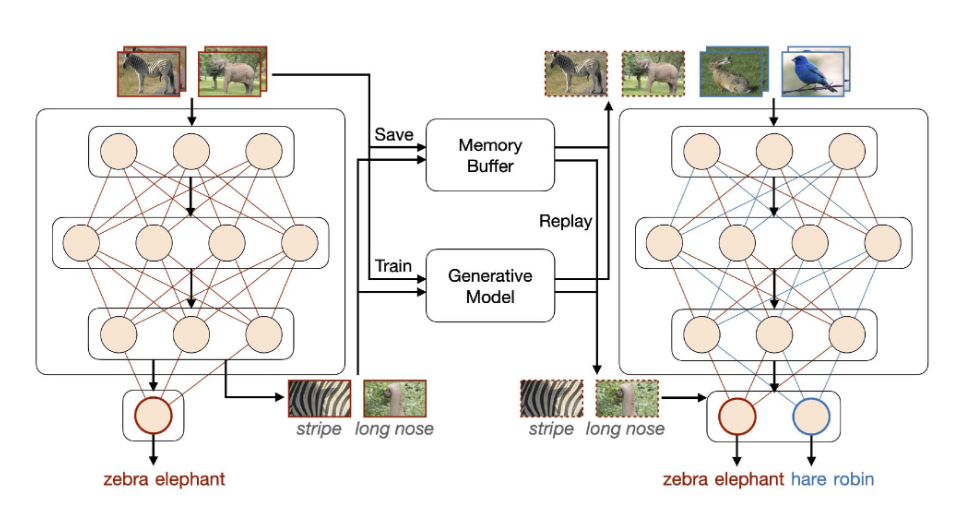 Save
Memory
Buffer
Replay
Train
Generative
Model
stripe long nose
stripe long nose
zebra elephant
zebra elephant hare robin